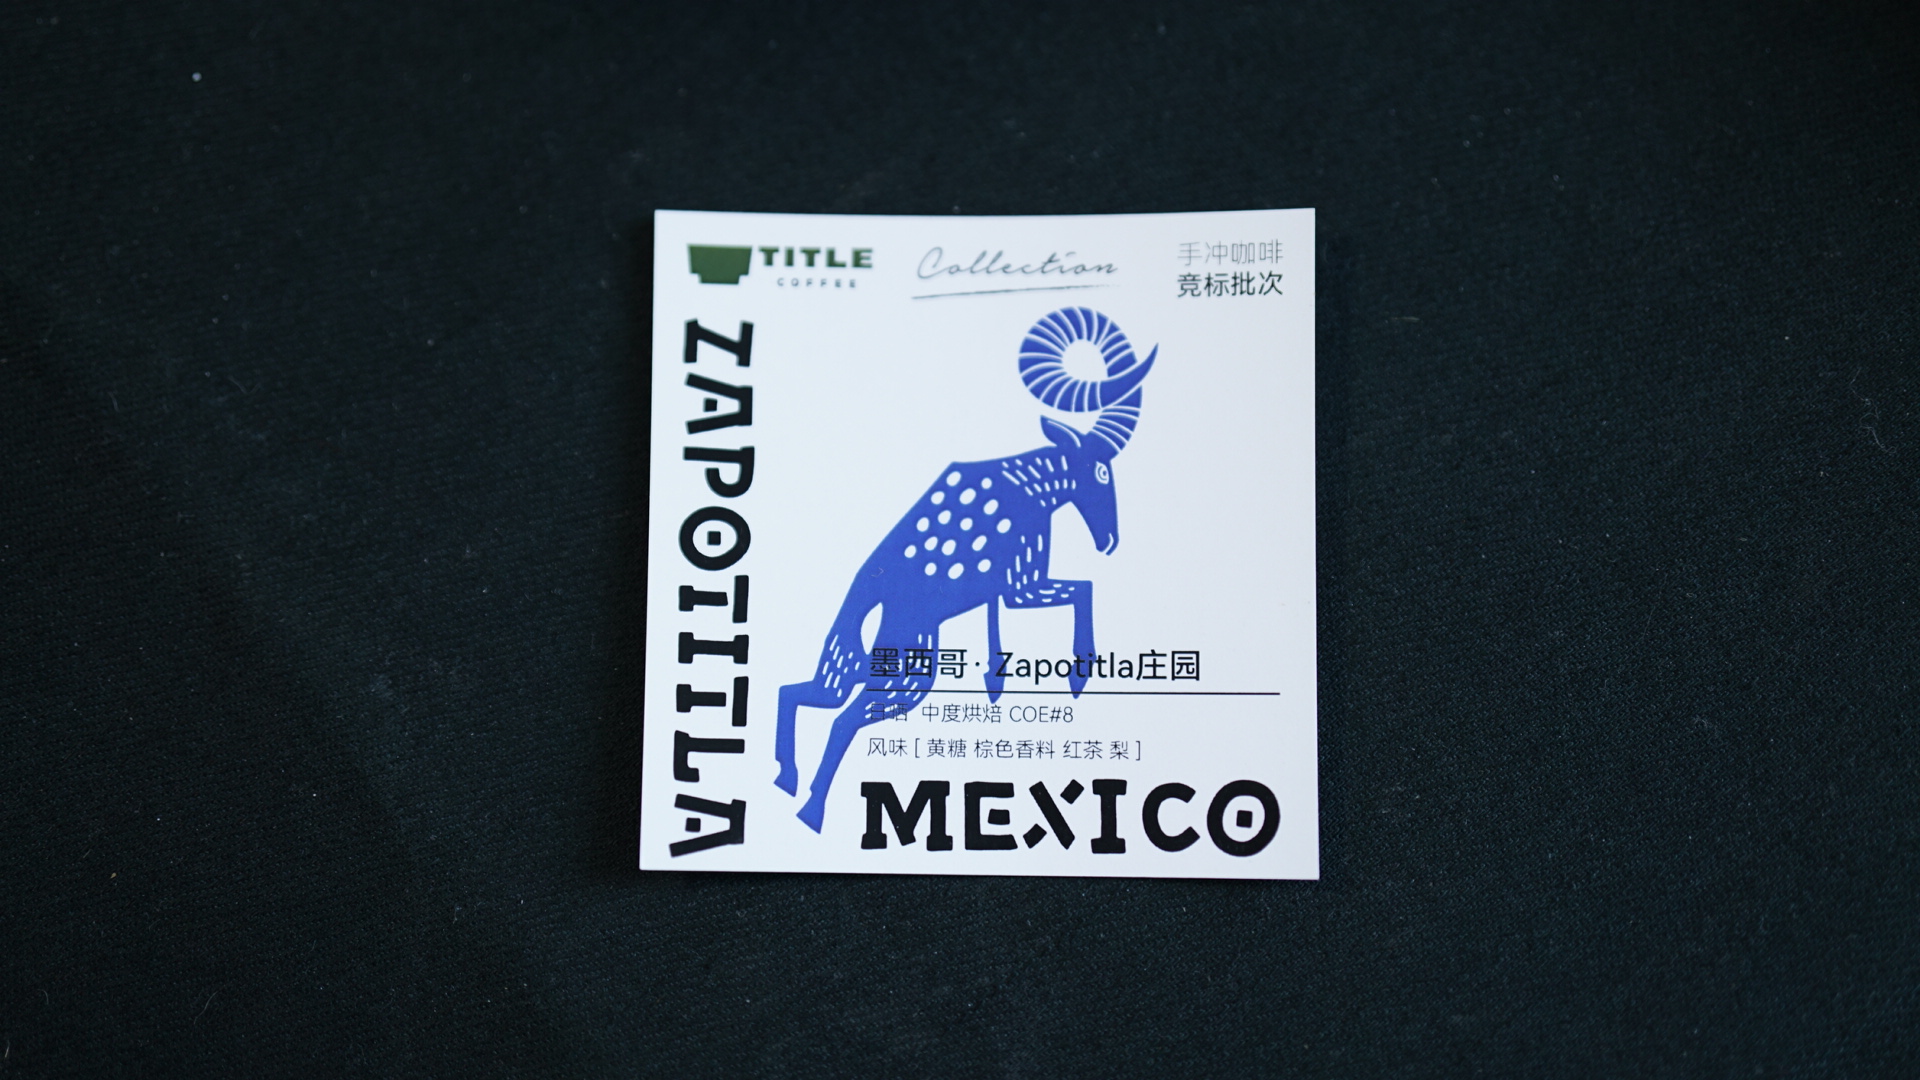 TITLE
COFFEE
Collection
手冲咖啡
竞标批次
ZAPOTITLA
墨西哥· Zapotitla庄园
日晒 中度烘焙 COE#8
风味 [ 黄糖 棕色香料 红茶 梨 ]
MEXICO